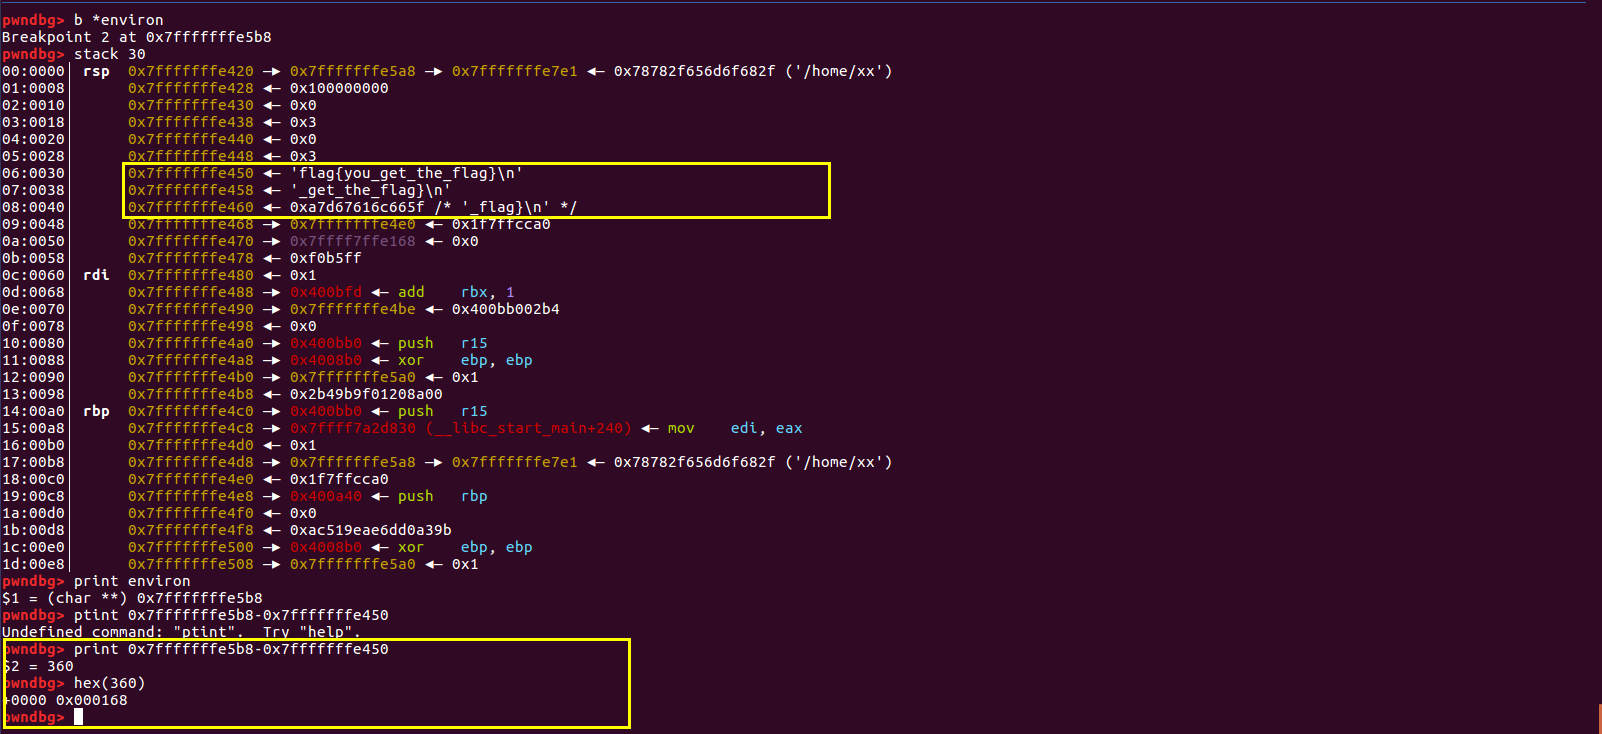 pwndbg> b *environ
Breakpoint 2 at 0x7fffffffe5b8
pwndbg> stack 30
00:0000│ rsp  0x7fffffffe420 —▸ 0x7fffffffe5a8 —▸ 0x7fffffffe7e1 ◂— 0x78782f656d6f682f ('/home/xx')
01:0008│      0x7fffffffe428 ◂— 0x100000000
02:0010│      0x7fffffffe430 ◂— 0x0
03:0018│      0x7fffffffe438 ◂— 0x3
04:0020│      0x7fffffffe440 ◂— 0x0
05:0028│      0x7fffffffe448 ◂— 0x3
06:0030│      0x7fffffffe450 ◂— 'flag{you_get_the_flag}\n'
07:0038│      0x7fffffffe458 ◂— '_get_the_flag}\n'
08:0040│      0x7fffffffe460 ◂— 0xa7d67616c665f /* '_flag}\n' */
09:0048│      0x7fffffffe468 —▸ 0x7fffffffe4e0 ◂— 0x1f7ffcca0
0a:0050│      0x7fffffffe470 —▸ 0x7ffff7ffe168 ◂— 0x0
0b:0058│      0x7fffffffe478 ◂— 0xf0b5ff
0c:0060│ rdi  0x7fffffffe480 ◂— 0x1
0d:0068│      0x7fffffffe488 —▸ 0x400bfd ◂— add    rbx, 1
0e:0070│      0x7fffffffe490 —▸ 0x7fffffffe4be ◂— 0x400bb002b4
0f:0078│      0x7fffffffe498 ◂— 0x0
10:0080│      0x7fffffffe4a0 —▸ 0x400bb0 ◂— push   r15
11:0088│      0x7fffffffe4a8 —▸ 0x4008b0 ◂— xor    ebp, ebp
12:0090│      0x7fffffffe4b0 —▸ 0x7fffffffe5a0 ◂— 0x1
13:0098│      0x7fffffffe4b8 ◂— 0x2b49b9f01208a00
14:00a0│ rbp  0x7fffffffe4c0 —▸ 0x400bb0 ◂— push   r15
15:00a8│      0x7fffffffe4c8 —▸ 0x7ffff7a2d830 (__libc_start_main+240) ◂— mov    edi, eax
16:00b0│      0x7fffffffe4d0 ◂— 0x1
17:00b8│      0x7fffffffe4d8 —▸ 0x7fffffffe5a8 —▸ 0x7fffffffe7e1 ◂— 0x78782f656d6f682f ('/home/xx')
18:00c0│      0x7fffffffe4e0 ◂— 0x1f7ffcca0
19:00c8│      0x7fffffffe4e8 —▸ 0x400a40 ◂— push   rbp
1a:00d0│      0x7fffffffe4f0 ◂— 0x0
1b:00d8│      0x7fffffffe4f8 ◂— 0xac519eae6dd0a39b
1c:00e0│      0x7fffffffe500 —▸ 0x4008b0 ◂— xor    ebp, ebp
1d:00e8│      0x7fffffffe508 —▸ 0x7fffffffe5a0 ◂— 0x1
pwndbg> print environ
$1 = (char **) 0x7fffffffe5b8
pwndbg> ptint 0x7fffffffe5b8-0x7fffffffe450
Undefined command: "ptint".  Try "help".
pwndbg> print 0x7fffffffe5b8-0x7fffffffe450
$2 = 360
pwndbg> hex(360)
+0000 0x000168
pwndbg>